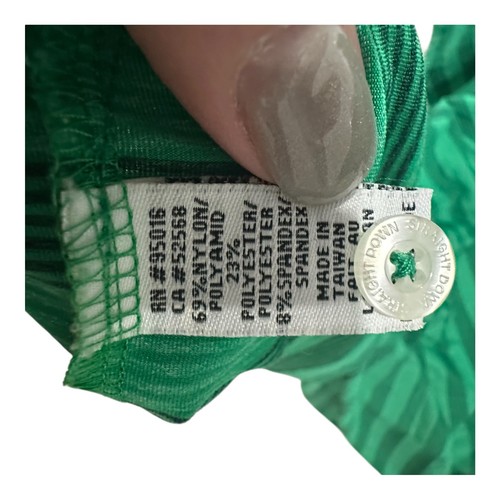 RN #95016
CA #52568
69%NYLON/
POLYAMID
23%
POLYESTER/
POLYESTER
8%SPANDEX/
SPANDEX
MADE IN
TAIWAN
STRAIGHT DOWN STRAIGHT DOWN